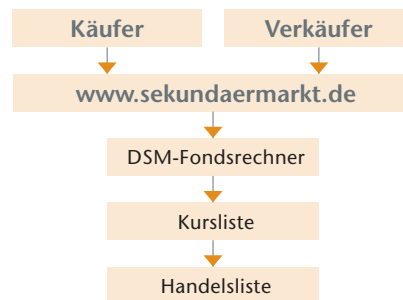 Käufer
Verkäufer
www.sekundaermarkt.de
DSM-Fondsrechner
Kursliste
Handelsliste